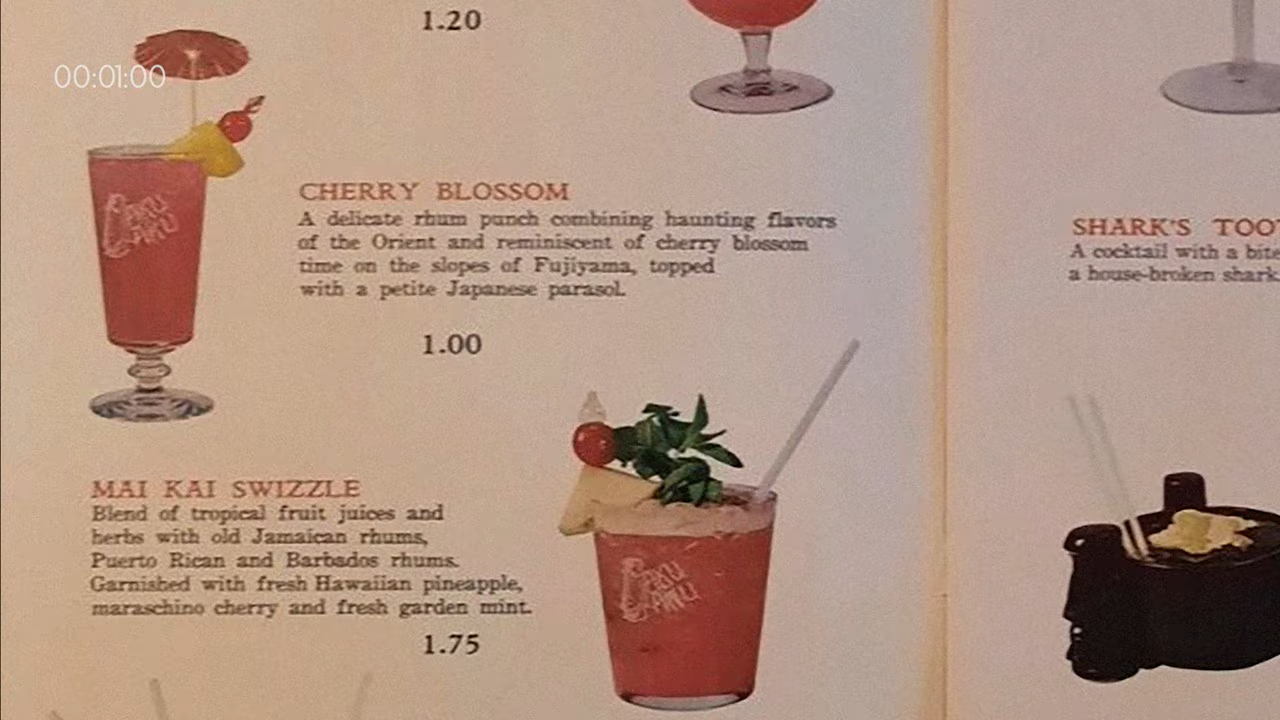 1.20
00:01:00
CHERRY BLOSSOM
A delicate rhum punch combining haunting flavors
of the Orient and reminiscent of cherry blossom
time on the slopes of Fujiyama, topped
with a petite Japanese parasol.
1.00
MAI KAI SWIZZLE
Blend of tropical fruit juices and
herbs with old Jamaican rhums,
Puerto Rican and Barbados rhums.
Garnished with fresh Hawaiian pineapple,
maraschino cherry and fresh garden mint.
1.75
SHARK'S
A cocktail with a bite
a house-broken shark